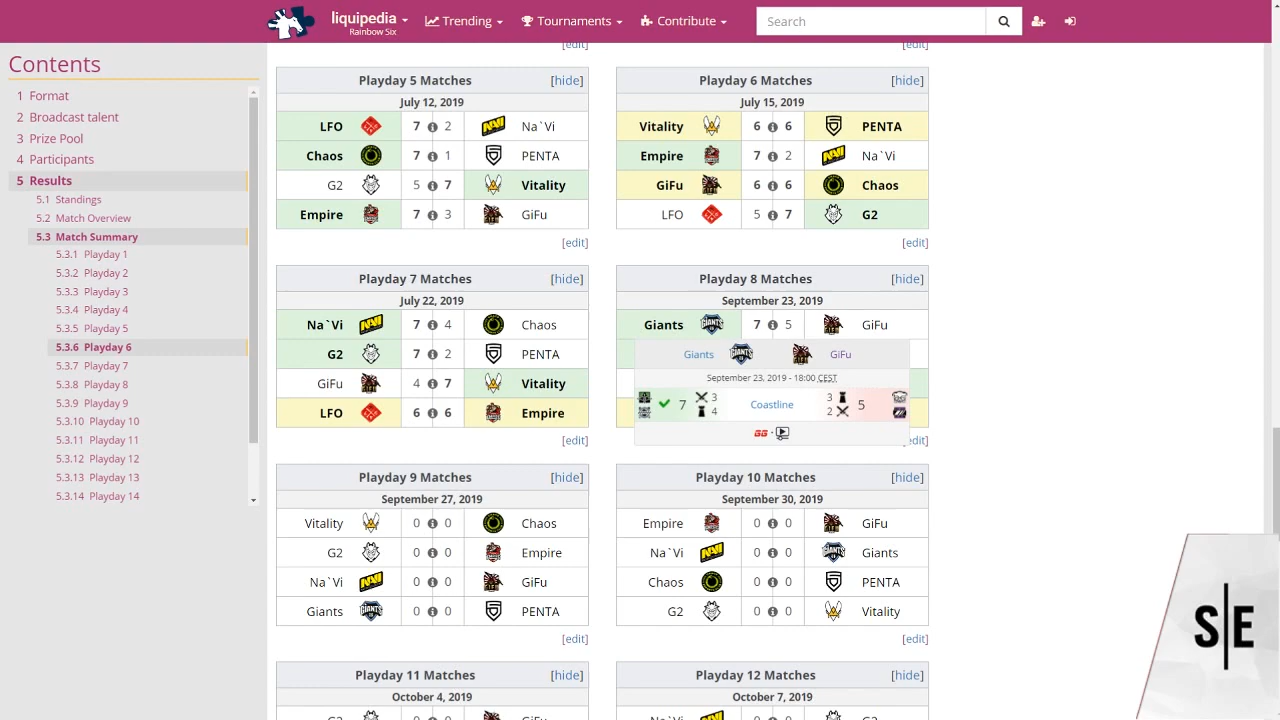 liquipedia
Rainbow Six
Trending
Tournaments
Contribute
Search
Contents
1 Format
2 Broadcast talent
3 Prize Pool
4 Participants
5 Results
5.1 Standings
5.2 Match Overview
5.3 Match Summary
5.3.1 Playday 1
5.3.2 Playday 2
5.3.3 Playday 3
5.3.4 Playday 4
5.3.5 Playday 5
5.3.6 Playday 6
5.3.7 Playday 7
5.3.8 Playday 8
5.3.9 Playday 9
5.3.10 Playday 10
5.3.11 Playday 11
5.3.12 Playday 12
5.3.13 Playday 13
5.3.14 Playday 14
[edit]
[edit]
Playday 5 Matches [hide]
July 12, 2019
LFO 7 2 Na`Vi
Chaos 7 1 PENTA
G2 5 7 Vitality
Empire 7 3 GiFu
[edit]
Playday 6 Matches [hide]
July 15, 2019
Vitality 6 6 PENTA
Empire 7 2 Na`Vi
GiFu 6 6 Chaos
LFO 5 7 G2
[edit]
Playday 7 Matches [hide]
July 22, 2019
Na`Vi 7 4 Chaos
G2 7 2 PENTA
GiFu 4 7 Vitality
LFO 6 6 Empire
[edit]
Playday 8 Matches [hide]
September 23, 2019
Giants 7 5 GiFu
Giants GiFu
September 23, 2019 - 18:00 CEST
7 3 Coastline 3 5
4 2
GG
edit]
Playday 9 Matches [hide]
September 27, 2019
Vitality 0 0 Chaos
G2 0 0 Empire
Na`Vi 0 0 GiFu
Giants 0 0 PENTA
[edit]
Playday 10 Matches [hide]
September 30, 2019
Empire 0 0 GiFu
Na`Vi 0 0 Giants
Chaos 0 0 PENTA
G2 0 0 Vitality
[edit]
Playday 11 Matches [hide]
October 4, 2019
G2 0 0 GiFu
Playday 12 Matches [hide]
October 7, 2019
Na`Vi 0 0 G2
S|E